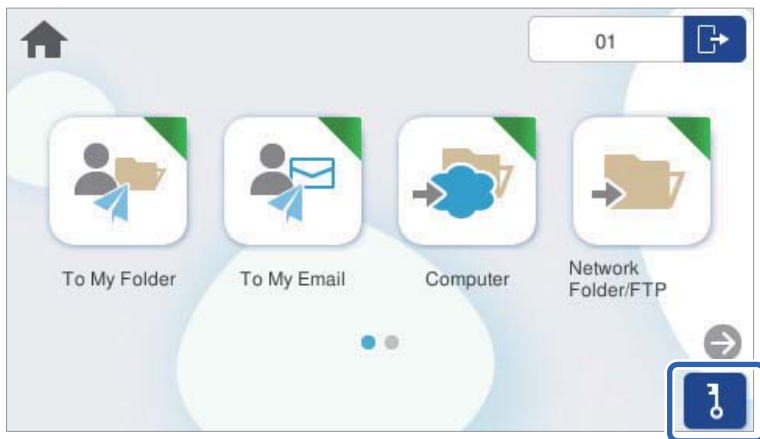 01
To My Folder
To My Email
Computer
Network
Folder/FTP